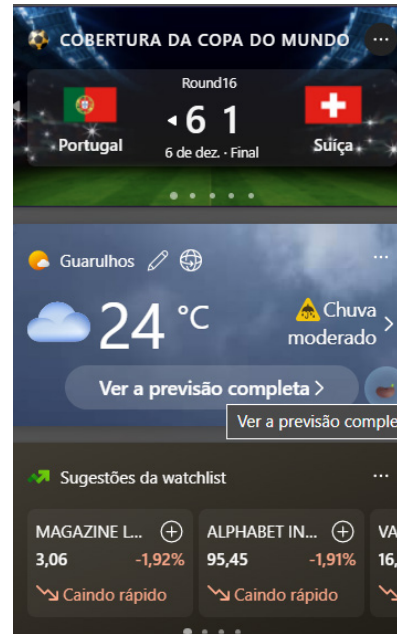 COBERTURA DA COPA DO MUNDO
Round16
6 1
Portugal
Suíça
6 de dez. · Final
Guarulhos
24 °C
Chuva
moderado
Ver a previsão completa >
Ver a previsão comple
Sugestões da watchlist
MAGAZINE L...
3,06 -1,92%
Caindo rápido
ALPHABET IN...
95,45 -1,91%
Caindo rápido
VA
16,